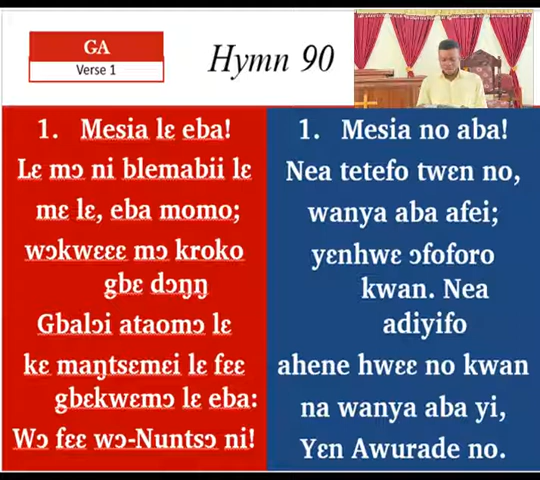 GA
Verse 1
Hymn 90
1. Mesia lɛ eba!
Lɛ mɔ ni blemabii lɛ
mɛ lɛ, eba momo;
wɔkwɛɛɛ mɔ kroko
gbɛ dɔŋŋ
Gbalɔi ataomɔ lɛ
kɛ maŋtsɛmɛi lɛ fɛɛ
gbɛkwɛmɔ lɛ eba:
Wɔ fɛɛ wɔ-Nuntsɔ ni!
1. Mesia no aba!
Nea tetefo twɛn no,
wanya aba afei;
yɛnhwɛ ɔfoforo
kwan. Nea
adiyifo
ahene hwɛɛ no kwan
na wanya aba yi,
Yɛn Awurade no.